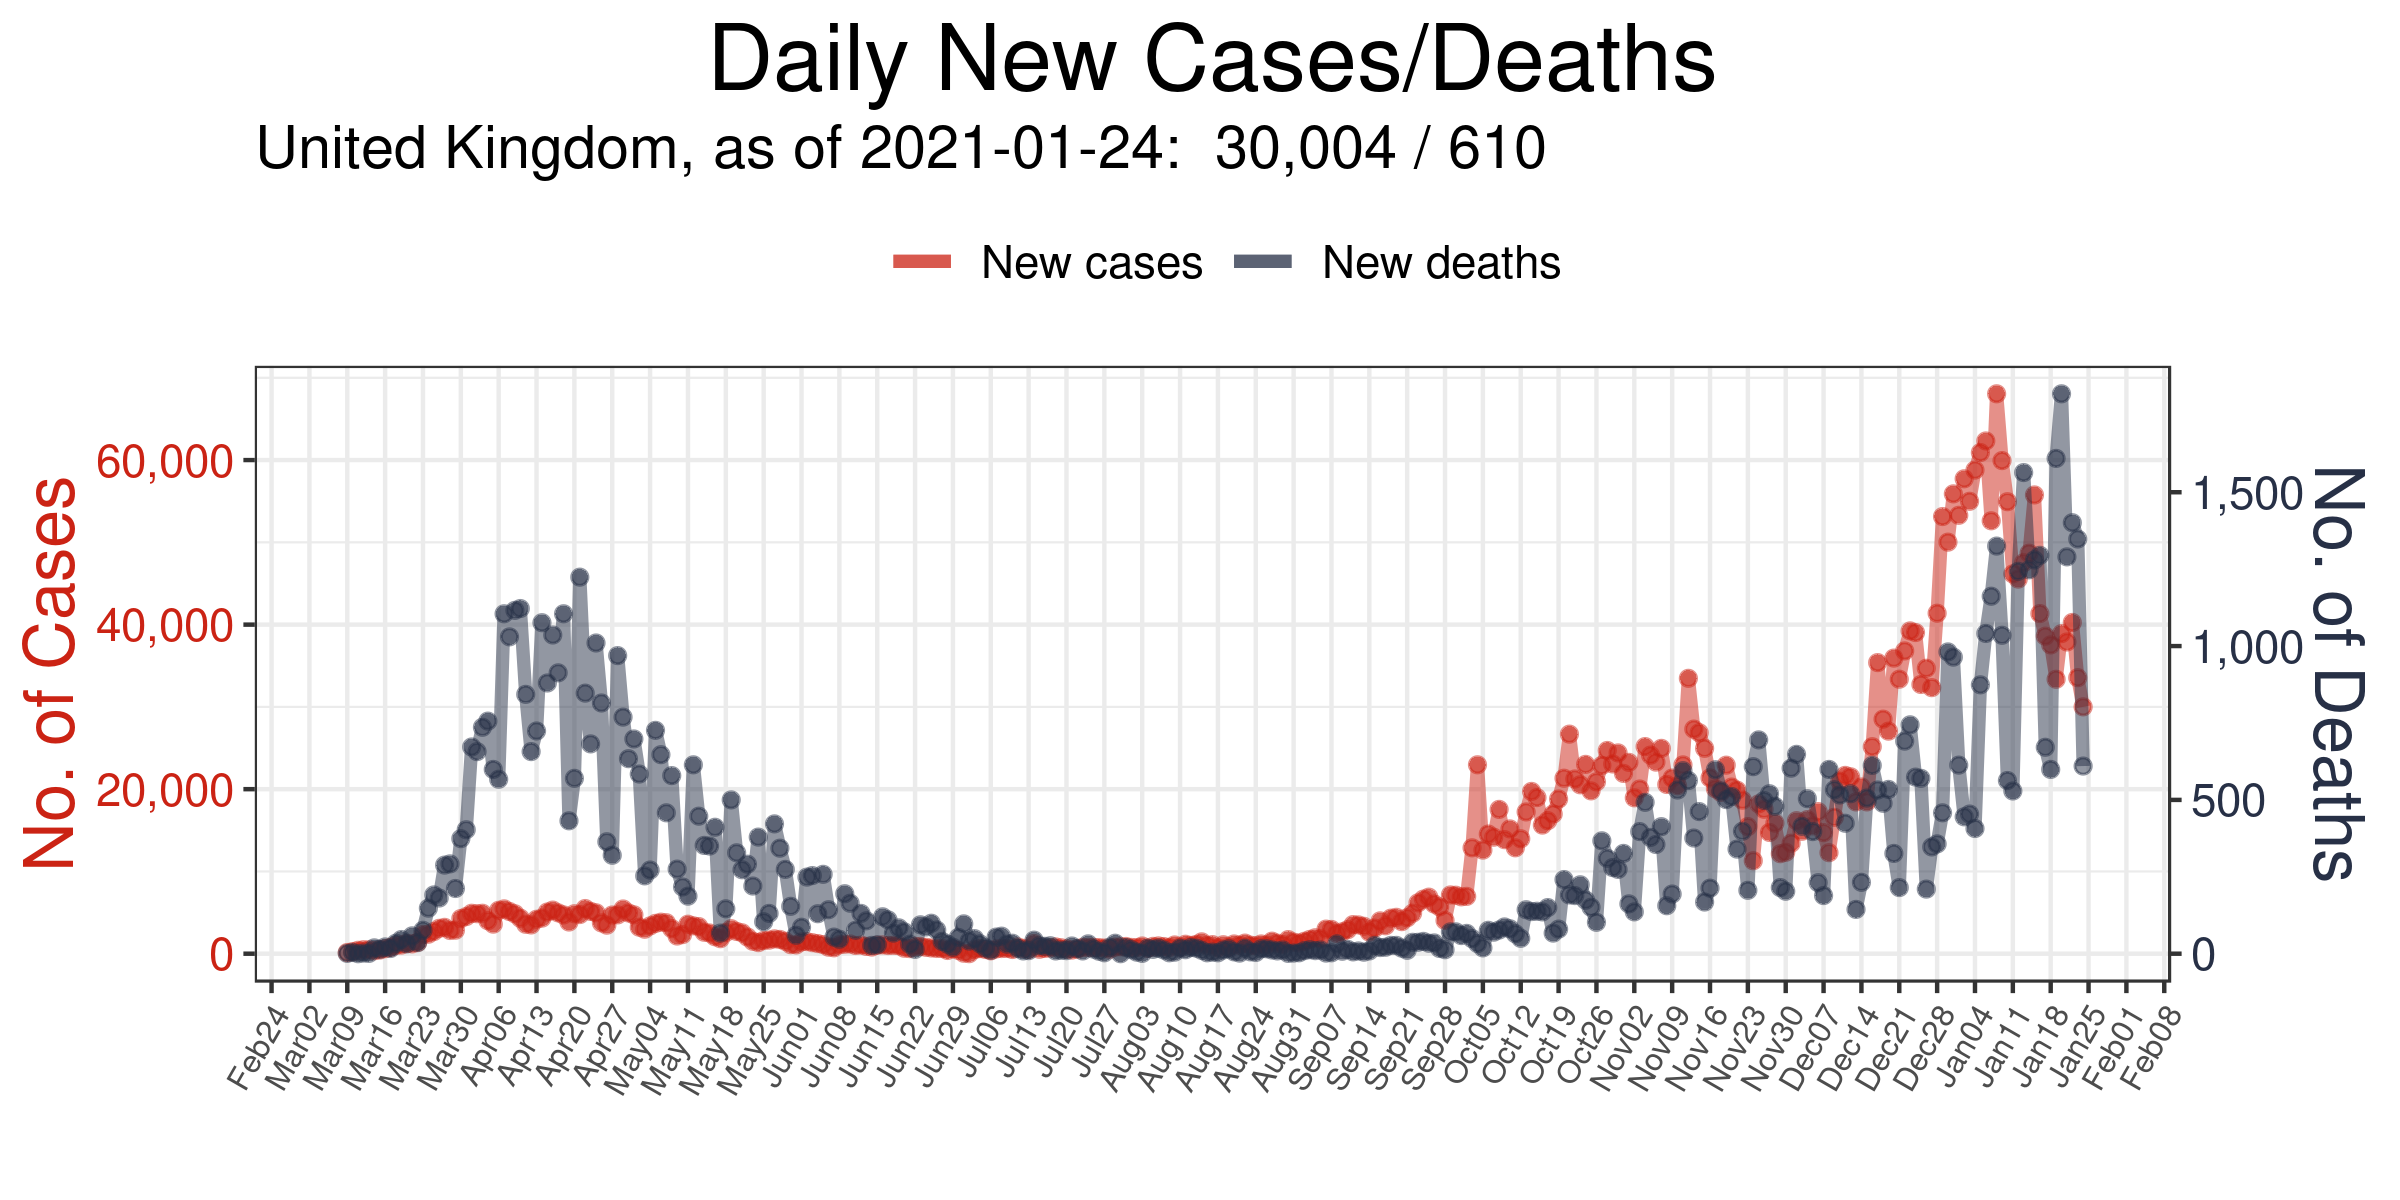 Daily New Cases/Deaths
United Kingdom, as of 2021-01-24:  30,004 / 610
New cases
New deaths
No. of Cases
60,000
40,000
20,000
0
1,500
1,000
500
0
No. of Deaths
Feb24
Mar02
Mar09
Mar16
Mar23
Mar30
Apr06
Apr13
Apr20
Apr27
May04
May11
May18
May25
Jun01
Jun08
Jun15
Jun22
Jun29
Jul06
Jul13
Jul20
Jul27
Aug03
Aug10
Aug17
Aug24
Aug31
Sep07
Sep14
Sep21
Sep28
Oct05
Oct12
Oct19
Oct26
Nov02
Nov09
Nov16
Nov23
Nov30
Dec07
Dec14
Dec21
Dec28
Jan04
Jan11
Jan18
Jan25
Feb01
Feb08